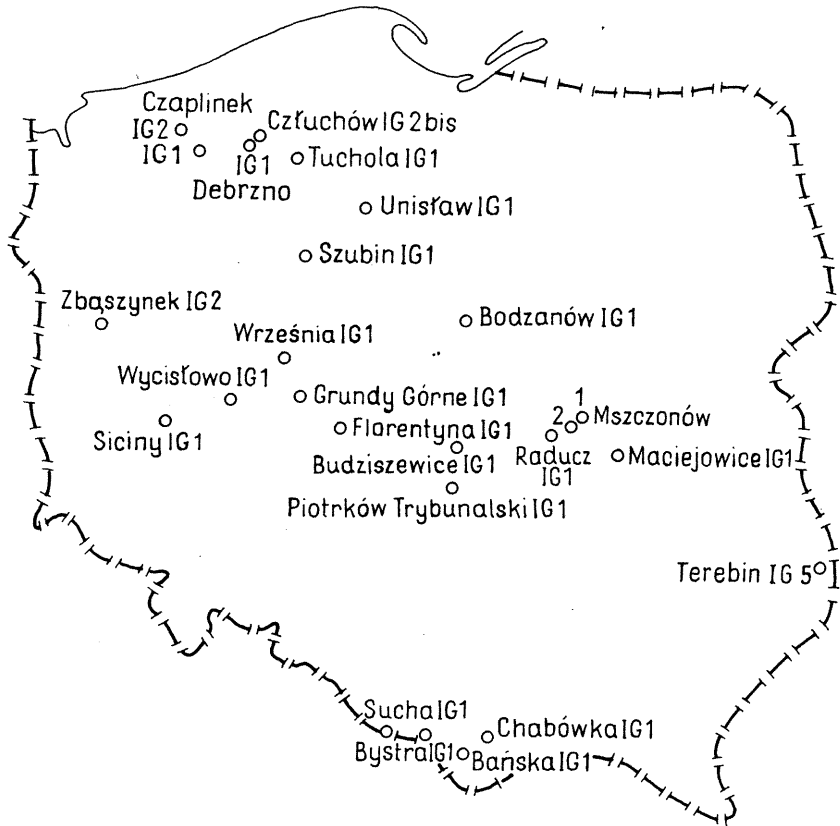 Czaplinek
IG2
IG1
Człuchów IG2bis
IG1
Debrzno
Tuchola IG1
Unisław IG1
Szubin IG1
Zbąszynek IG2
Bodzanów IG1
Września IG1
Wycisłowo IG1
Grundy Górne IG1
1
2
Mszczonów
Siciny IG1
Florentyna IG1
Raducz
IG1
Maciejowice IG1
Budziszewice IG1
Piotrków Trybunalski IG1
Terebin IG 5
Sucha IG1
Chabówka IG1
Bystra IG1
Bańska IG1